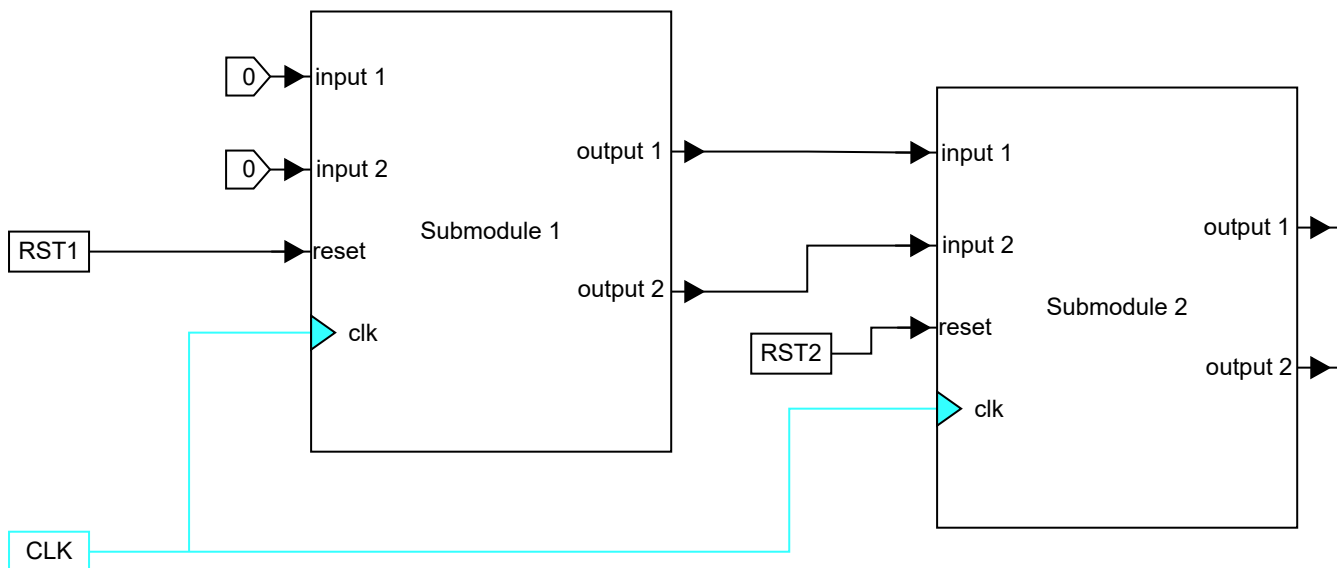 0
input 1
0
input 2
output 1
input 1
Submodule 1
output 1
RST1
reset
input 2
output 2
Submodule 2
clk
reset
RST2
output 2
clk
CLK